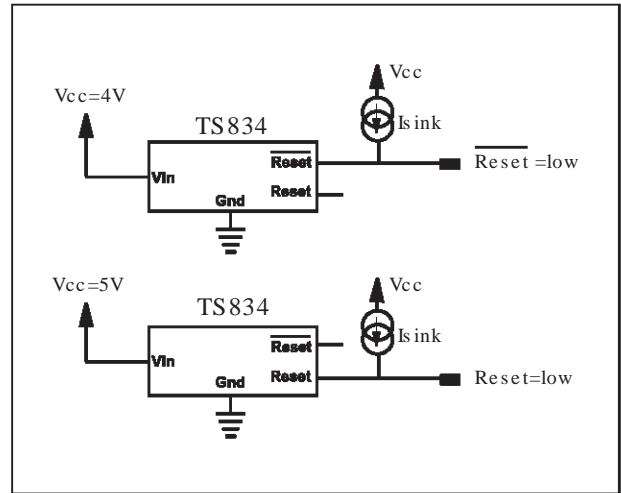 Vcc
Vcc=4V
TS834
Isink
Reset
Reset=low
Vin
Reset
Gnd
Vcc=5V
Vcc
TS834
Isink
Reset
Vin
Reset
Reset=low
Gnd